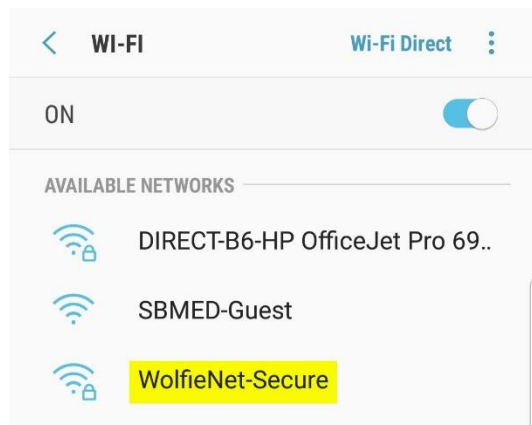 WI-FI Wi-Fi Direct
ON
AVAILABLE NETWORKS
DIRECT-B6-HP OfficeJet Pro 69..
SBMED-Guest
WolfieNet-Secure